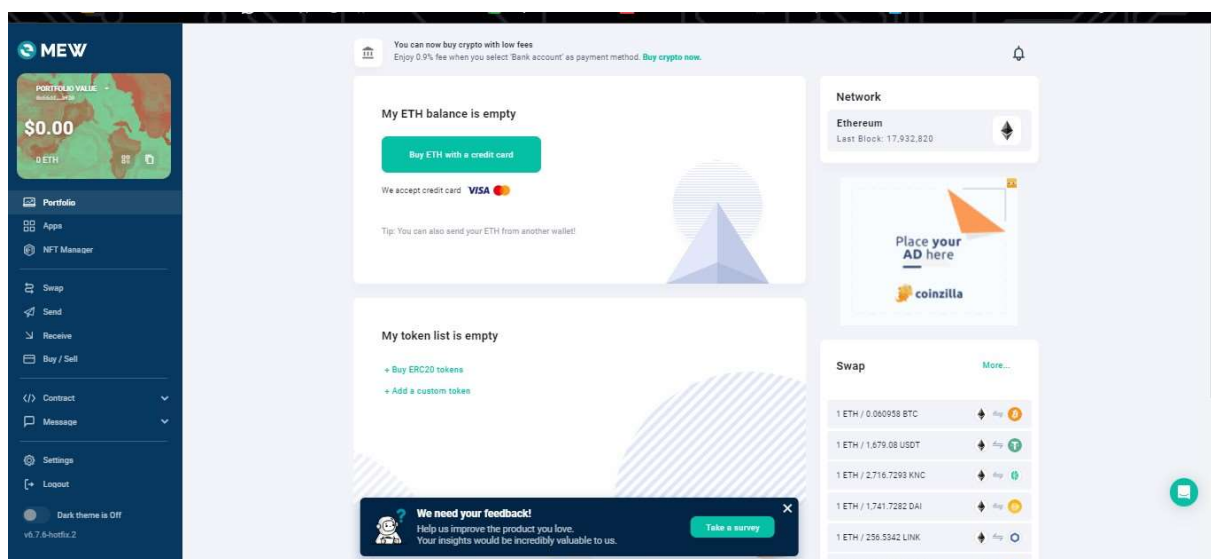 MEW
PORTFOLIO VALUE
$0.00
0 ETH
Portfolio
Apps
NFT Manager
Swap
Send
Receive
Buy / Sell
Contract
Message
Settings
Logout
Dark theme is Off
v6.7.6-hotfix.2
You can now buy crypto with low fees
Enjoy 0.9% fee when you select 'Bank account' as payment method. Buy crypto now.
My ETH balance is empty
Buy ETH with a credit card
We accept credit card VISA
Tip: You can also send your ETH from another wallet!
My token list is empty
+ Buy ERC20 tokens
+ Add a custom token
Network
Ethereum
Last Block: 17,932,820
Place your
AD here
coinzilla
Swap More...
1 ETH / 0.060958 BTC
1 ETH / 1,679.08 USDT
1 ETH / 2,716.7293 KNC
1 ETH / 1,741.7282 DAI
1 ETH / 256.5342 LINK
We need your feedback!
Help us improve the product you love.
Your insights would be incredibly valuable to us.
Take a survey